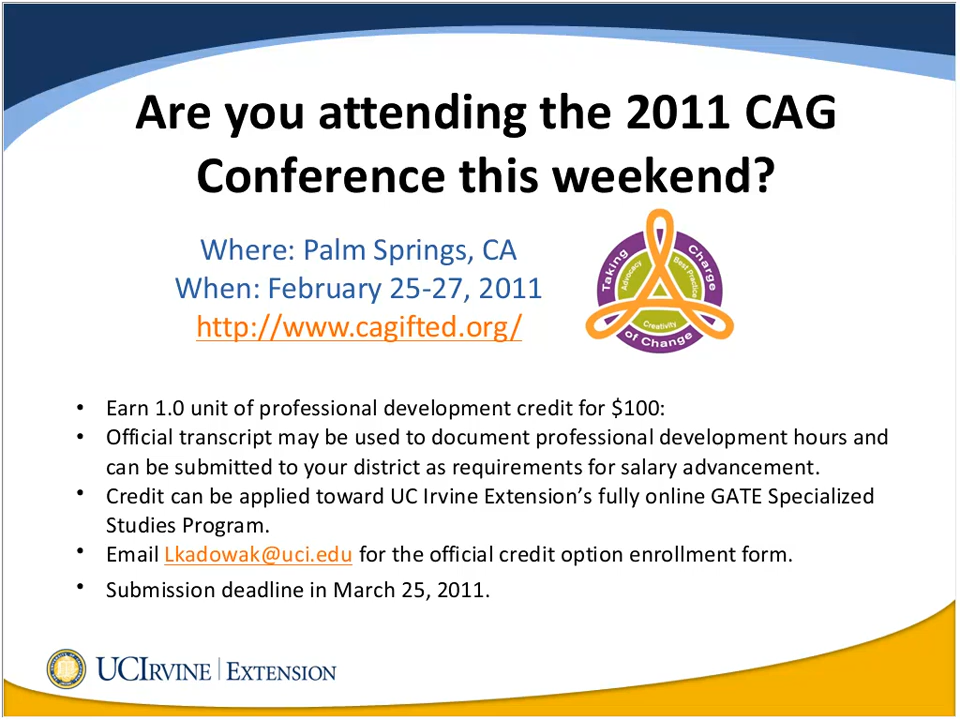 Are you attending the 2011 CAG
Conference this weekend?
Where: Palm Springs, CA
When: February 25-27, 2011
http://www.cagifted.org/
Taking Charge
of Change
Advocacy
Best Practice
Creativity
• Earn 1.0 unit of professional development credit for $100:
• Official transcript may be used to document professional development hours and
can be submitted to your district as requirements for salary advancement.
• Credit can be applied toward UC Irvine Extension’s fully online GATE Specialized
Studies Program.
• Email Lkadowak@uci.edu for the official credit option enrollment form.
• Submission deadline in March 25, 2011.
UCIRVINE | EXTENSION